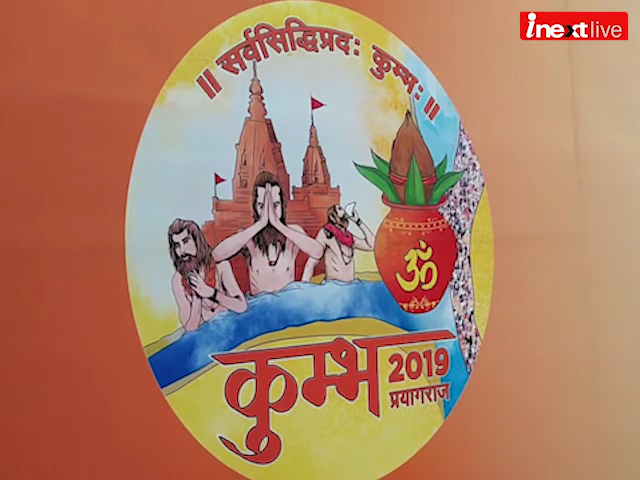 inextlive
॥ सर्वसिद्धिप्रदः कुम्भः ॥
ॐ
कुम्भ 2019
प्रयागराज